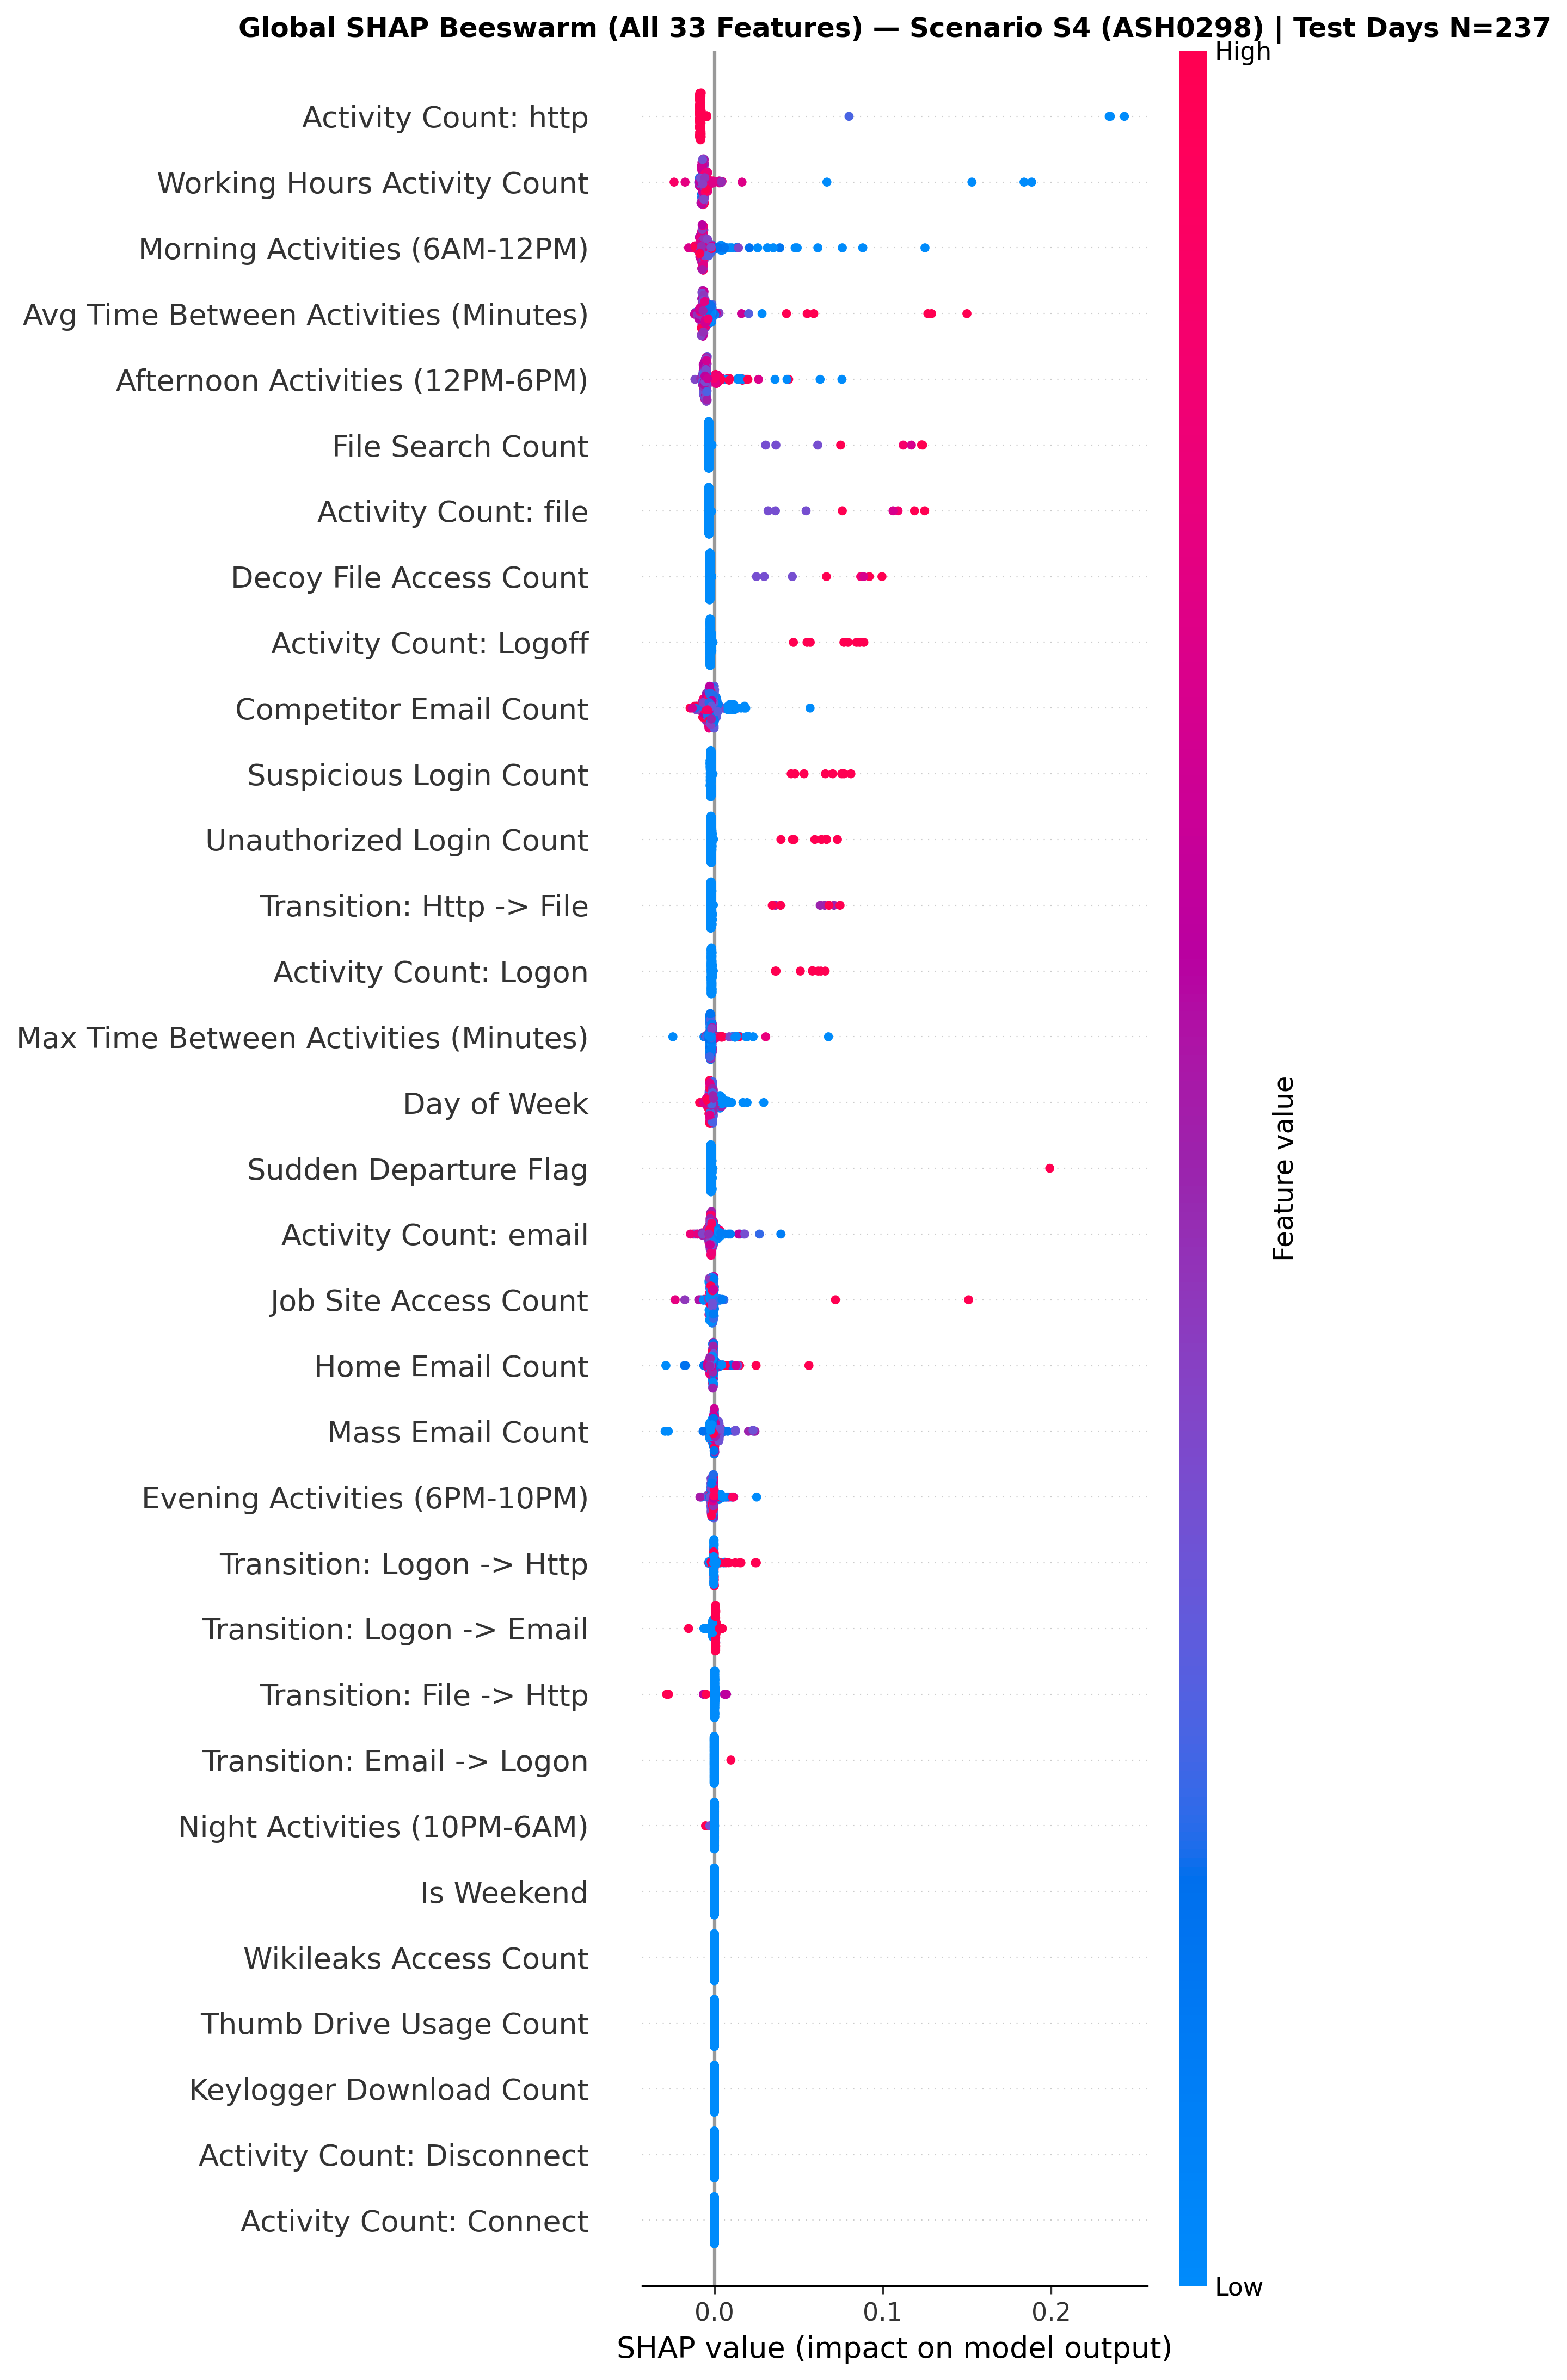 Global SHAP Beeswarm (All 33 Features) — Scenario S4 (ASH0298) | Test Days N=237
High
Activity Count: http
Working Hours Activity Count
Morning Activities (6AM-12PM)
Avg Time Between Activities (Minutes)
Afternoon Activities (12PM-6PM)
File Search Count
Activity Count: file
Decoy File Access Count
Activity Count: Logoff
Competitor Email Count
Suspicious Login Count
Unauthorized Login Count
Transition: Http -> File
Activity Count: Logon
Max Time Between Activities (Minutes)
Day of Week
Sudden Departure Flag
Activity Count: email
Job Site Access Count
Home Email Count
Mass Email Count
Evening Activities (6PM-10PM)
Transition: Logon -> Http
Transition: Logon -> Email
Transition: File -> Http
Transition: Email -> Logon
Night Activities (10PM-6AM)
Is Weekend
Wikileaks Access Count
Thumb Drive Usage Count
Keylogger Download Count
Activity Count: Disconnect
Activity Count: Connect
Feature value
Low
0.0 0.1 0.2
SHAP value (impact on model output)